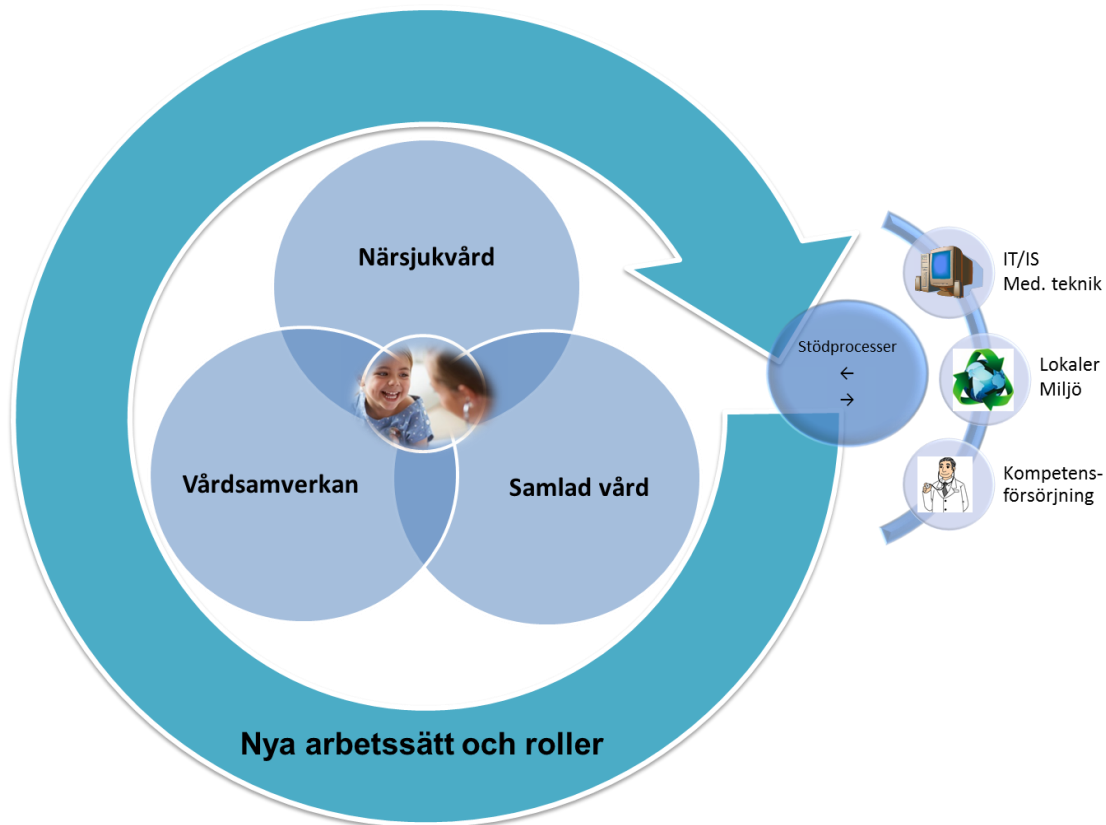 Närsjukvård
Vårdsamverkan
Samlad vård
Nya arbetssätt och roller
Stödprocesser
←
→
IT/IS
Med. teknik
Lokaler
Miljö
Kompetens-
försörjning